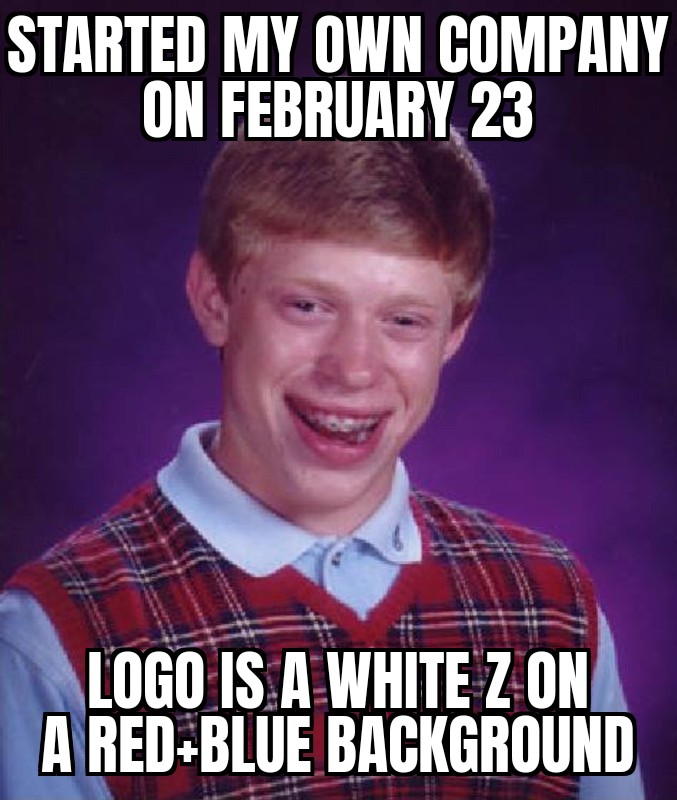 STARTED MY OWN COMPANY
ON FEBRUARY 23
LOGO IS A WHITE Z ON
A RED+BLUE BACKGROUND